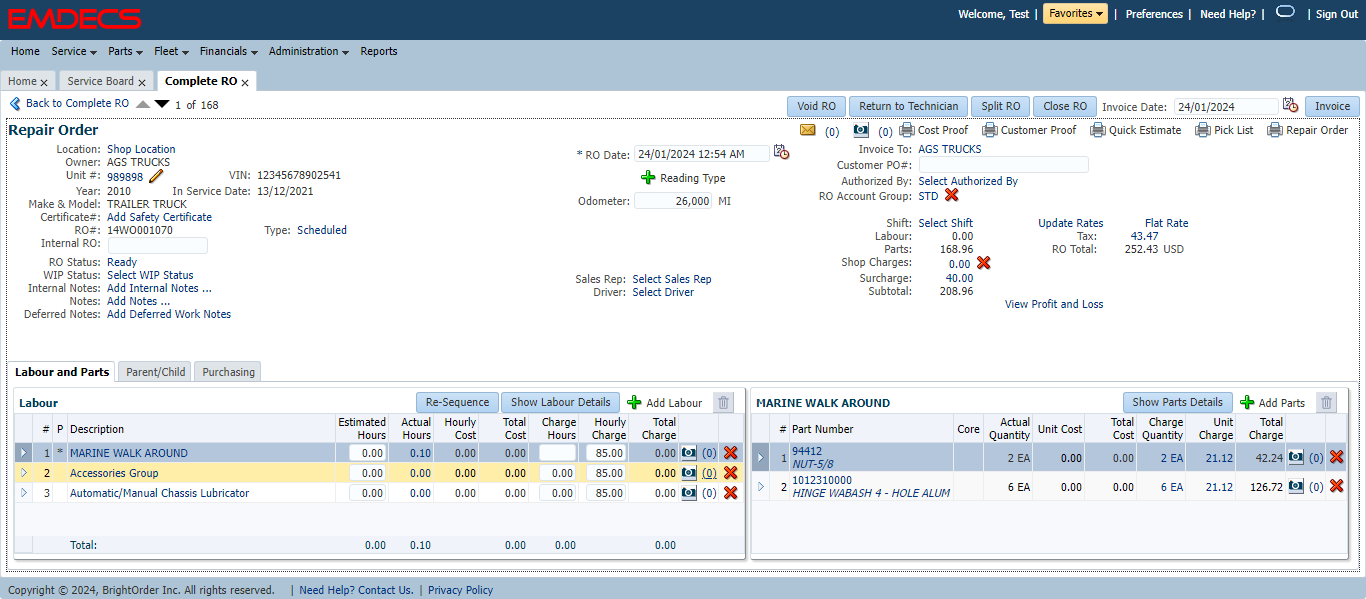 EMDECS
Welcome, Test | Favorites | Preferences | Need Help? | | Sign Out
Home Service Parts Fleet Financials Administration Reports
Home x Service Board x Complete RO x
Back to Complete RO 1 of 168 Void RO Return to Technician Split RO Close RO Invoice Date: 24/01/2024 Invoice
Repair Order (0) (0) Cost Proof Customer Proof Quick Estimate Pick List Repair Order
Location: Shop Location
Owner: AGS TRUCKS
Unit #: 989898 VIN: 12345678902541
Year: 2010 In Service Date: 13/12/2021
Make & Model: TRAILER TRUCK
Certificate#: Add Safety Certificate
RO#: 14WO001070 Type: Scheduled
Internal RO:
RO Status: Ready
WIP Status: Select WIP Status
Internal Notes: Add Internal Notes ...
Notes: Add Notes ...
Deferred Notes: Add Deferred Work Notes
* RO Date: 24/01/2024 12:54 AM
Reading Type
Odometer: 26,000 MI
Sales Rep: Select Sales Rep
Driver: Select Driver
Invoice To: AGS TRUCKS
Customer PO#:
Authorized By: Select Authorized By
RO Account Group: STD
Shift: Select Shift Update Rates Flat Rate
Labour: 0.00 Tax: 43.47
Parts: 168.96 RO Total: 252.43 USD
Shop Charges: 0.00
Surcharge: 40.00
Subtotal: 208.96
View Profit and Loss
Labour and Parts Parent/Child Purchasing
Labour Re-Sequence Show Labour Details Add Labour
# P Description Estimated Hours Actual Hours Hourly Cost Total Cost Charge Hours Hourly Charge Total Charge
1 * MARINE WALK AROUND 0.00 0.10 0.00 0.00 85.00 0.00 (0)
2 Accessories Group 0.00 0.00 0.00 0.00 0.00 85.00 0.00 (0)
3 Automatic/Manual Chassis Lubricator 0.00 0.00 0.00 0.00 0.00 85.00 0.00 (0)
Total: 0.00 0.10 0.00 0.00 0.00
MARINE WALK AROUND Show Parts Details Add Parts
# Part Number Core Actual Quantity Unit Cost Total Cost Charge Quantity Unit Charge Total Charge
1 94412 2 EA 0.00 0.00 2 EA 21.12 42.24 (0)
NUT-5/8
2 1012310000 6 EA 0.00 0.00 6 EA 21.12 126.72 (0)
HINGE WABASH 4 - HOLE ALUM
Copyright © 2024, BrightOrder Inc. All rights reserved. | Need Help? Contact Us. | Privacy Policy